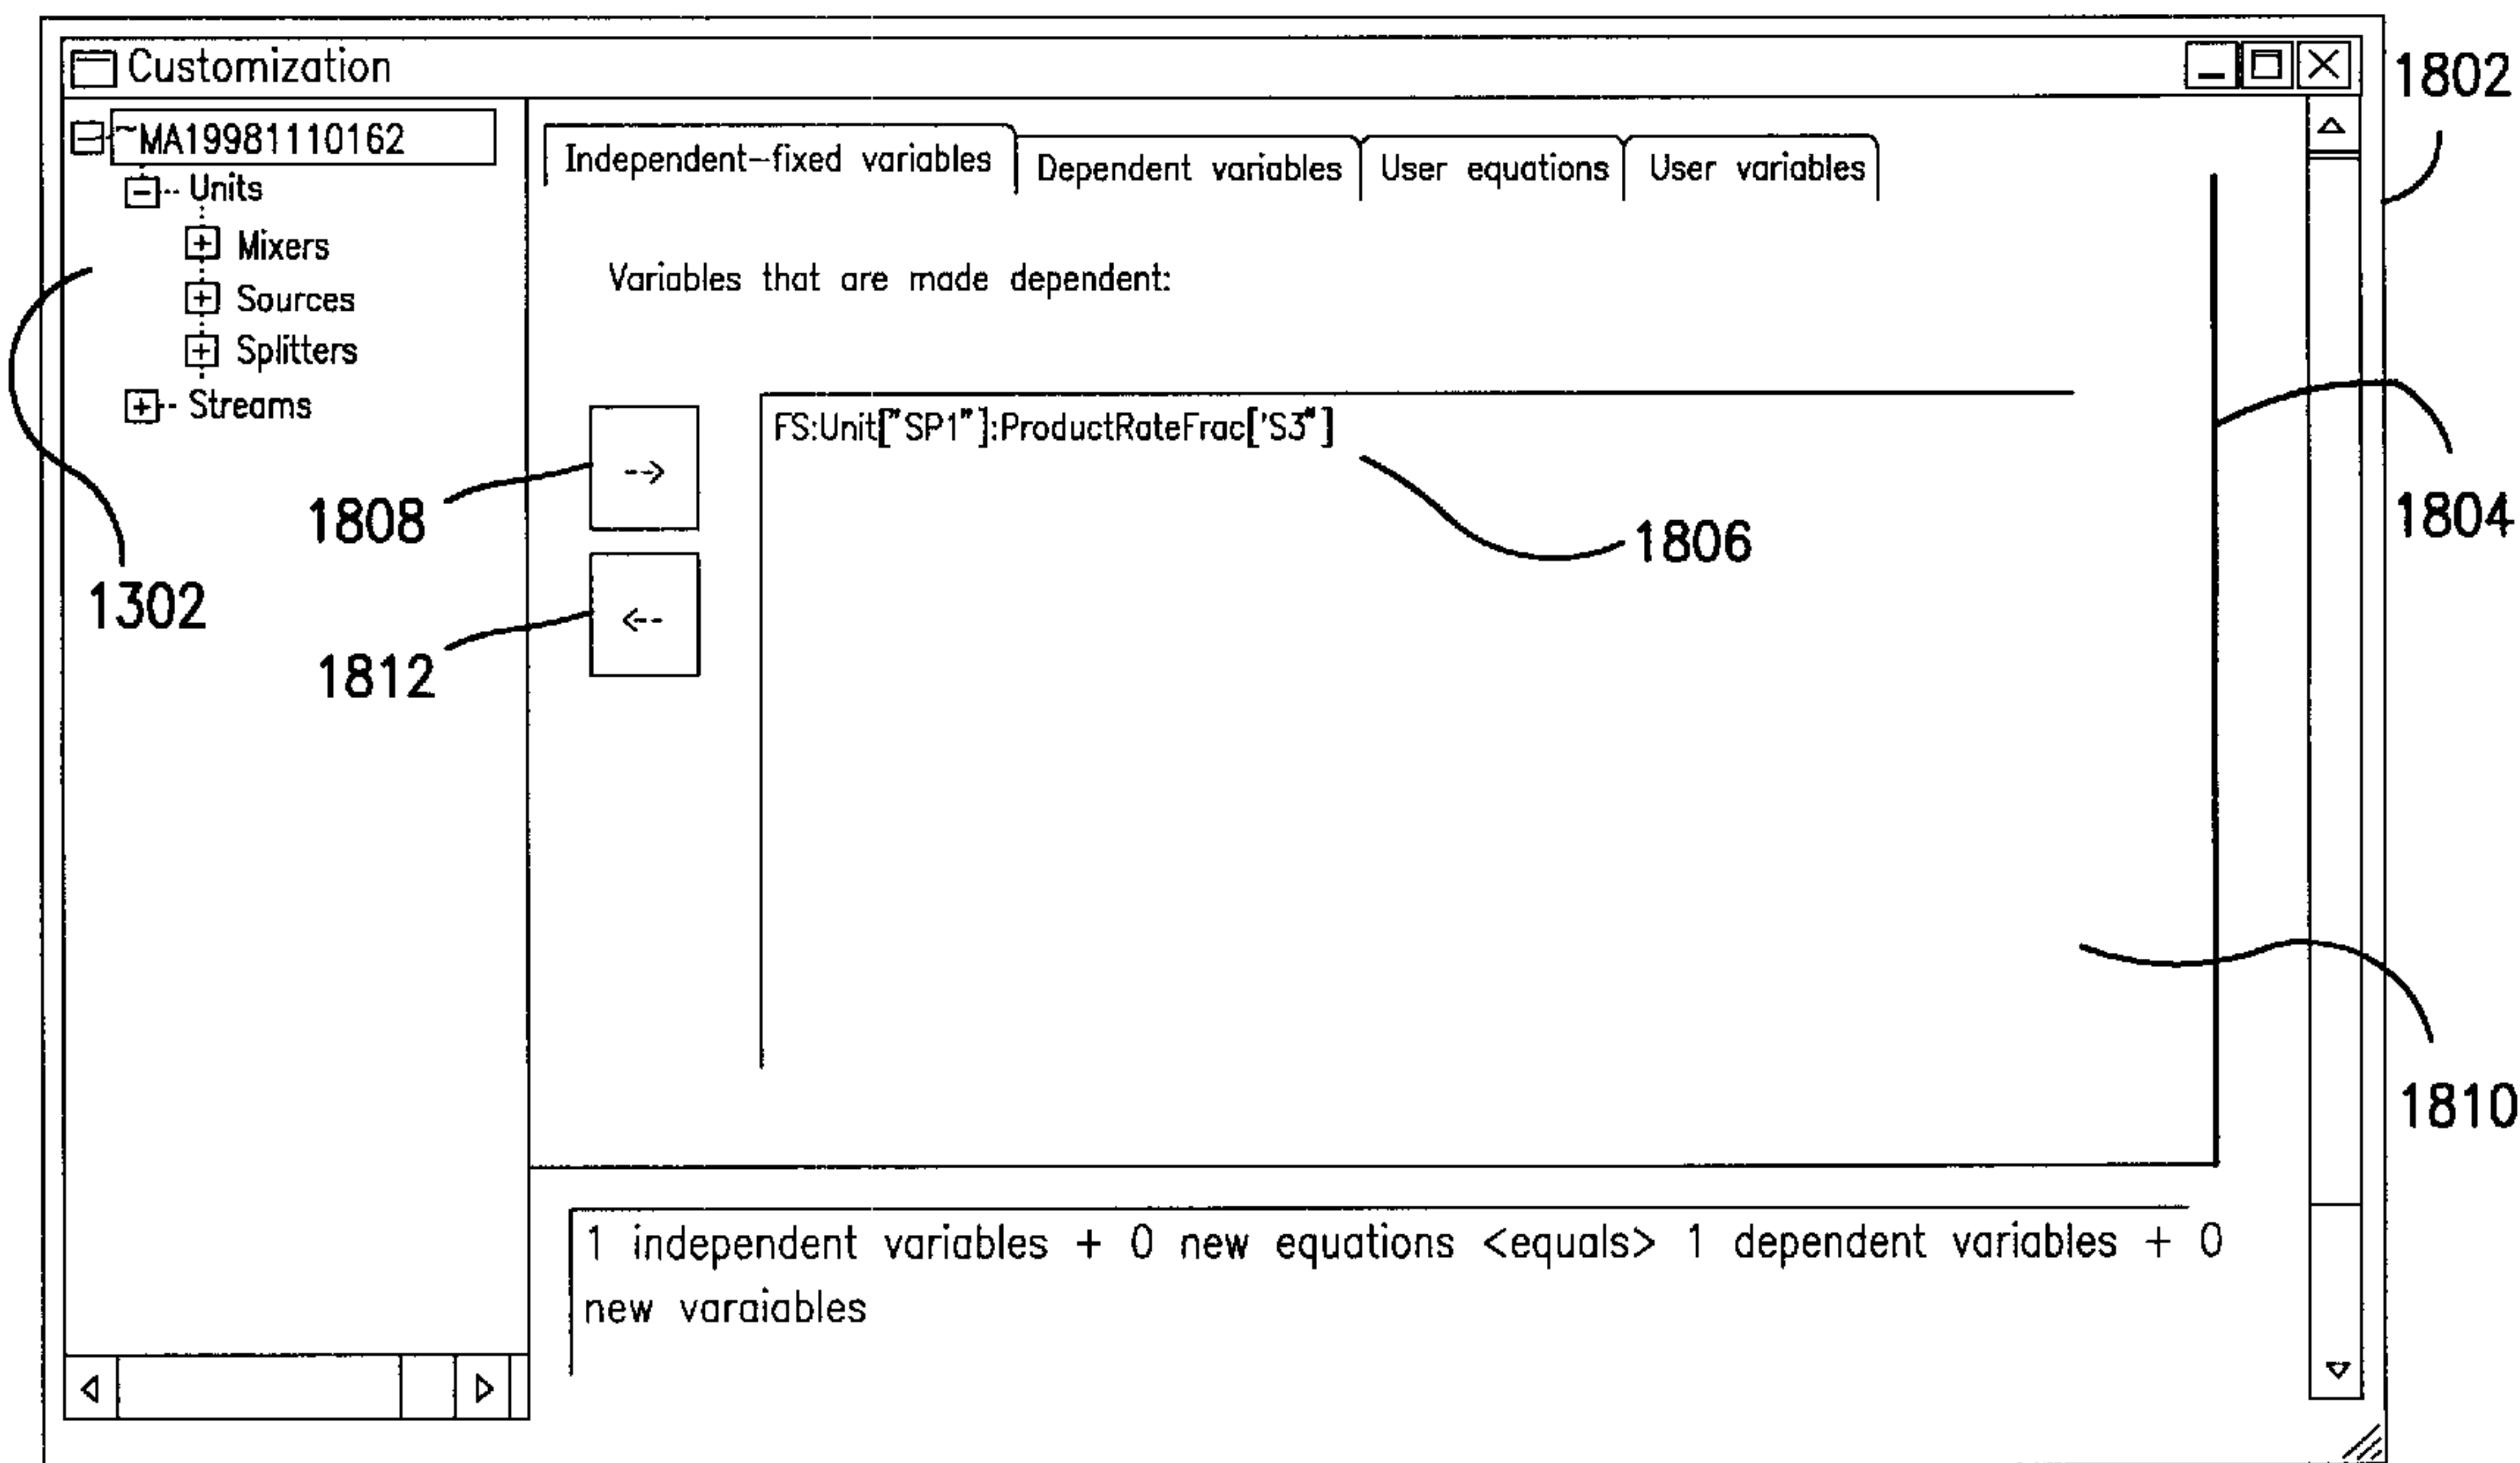 Customization
1802
~MA19981110162
Units
Mixers
Sources
Splitters
Streams
Independent-fixed variables
Dependent variables
User equations
User variables
Variables that are made dependent:
FS:Unit["SP1"]:ProductRateFrac['S3"]
-->
<--
1808
1812
1302
1806
1804
1810
1 independent variables + 0 new equations <equals> 1 dependent variables + 0
new varaiables